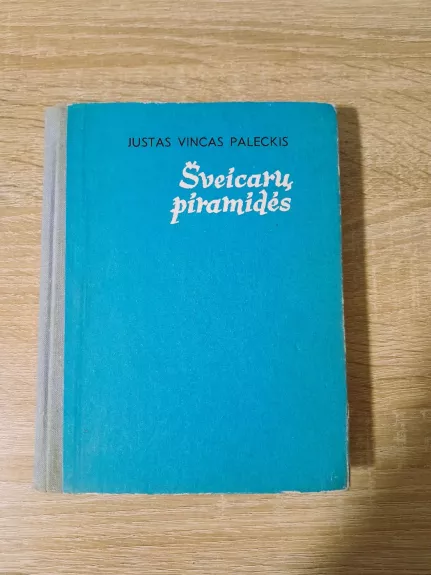 JUSTAS VINCAS PALECKIS
Šveicarų
piramidės